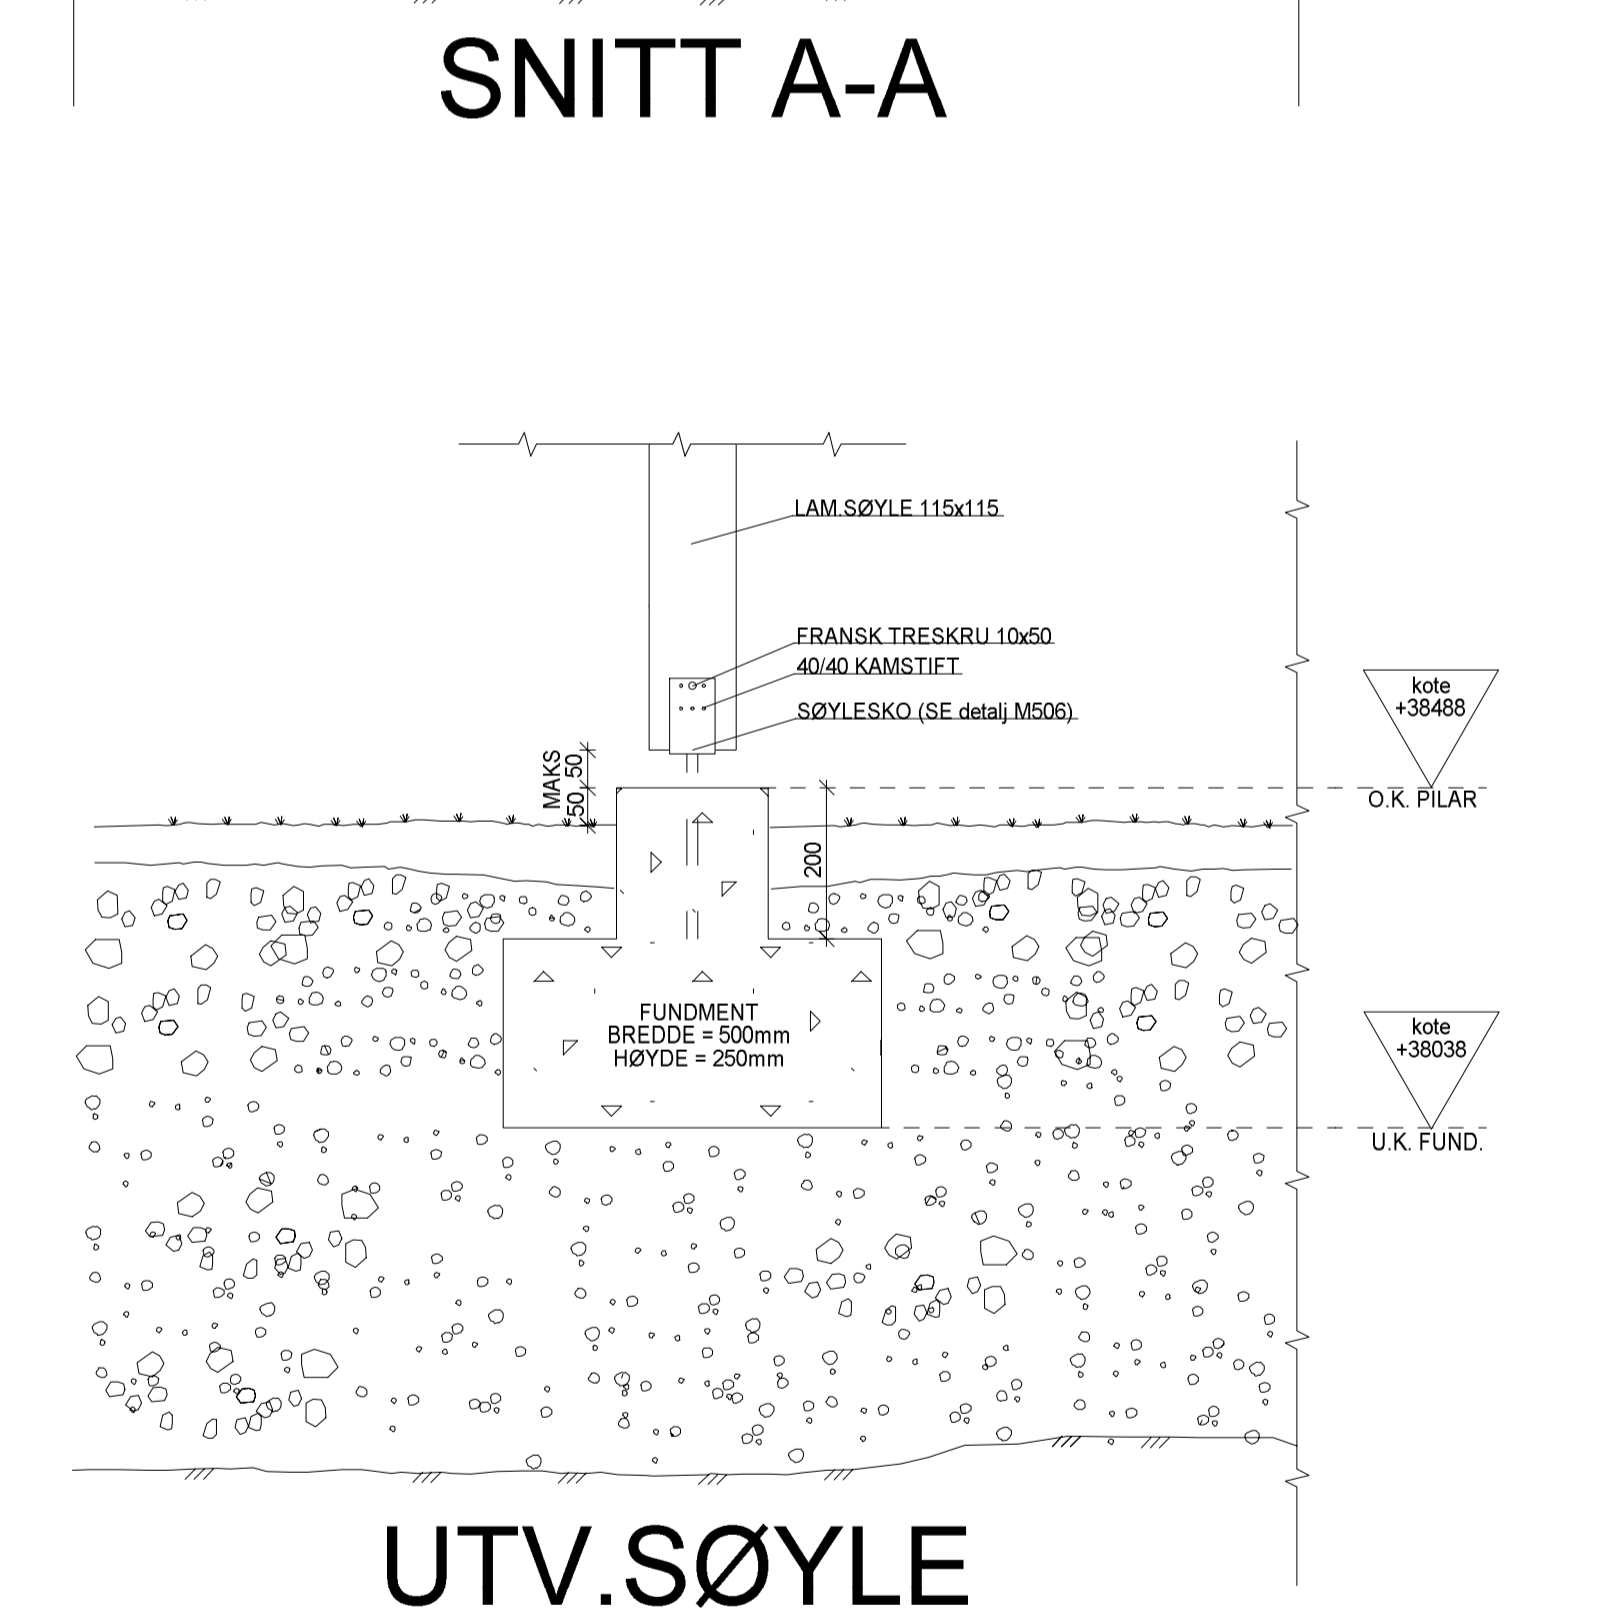 SNITT A-A
LAM.SØYLE 115x115
FRANSK TRESKRU 10x50
40/40 KAMSTIFT
SØYLESKO (SE detalj M506)
kote
+38488
O.K. PILAR
MAKS
50
50
200
FUNDMENT
BREDDE = 500mm
HØYDE = 250mm
kote
+38038
U.K. FUND.
UTV.SØYLE